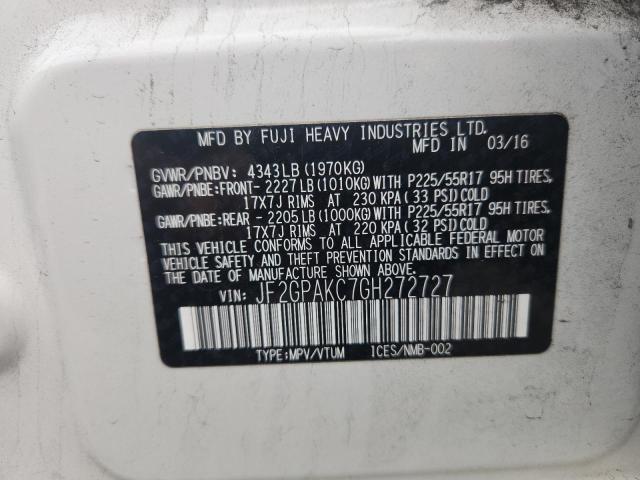 MFD BY FUJI HEAVY INDUSTRIES LTD.
MFD IN 03/16
GVWR/PNBV: 4343LB (1970KG)
GAWR/PNBE:FRONT- 2227LB(1010KG)WITH P225/55R17 95H TIRES,
17X7J RIMS AT 230 KPA ( 33 PSI)COLD
GAWR/PNBE:REAR - 2205LB(1000KG)WITH P225/55R17 95H TIRES,
17X7J RIMS AT 220 KPA ( 32 PSI)COLD
THIS VEHICLE CONFORMS TO ALL APPLICABLE FEDERAL MOTOR
VEHICLE SAFETY AND THEFT PREVENTION STANDARDS IN EFFECT ON
THE DATE OF MANUFACTURE SHOWN ABOVE.
VIN: JF2GPAKC7GH272727
TYPE:MPV/VTUM ICES/NMB-002